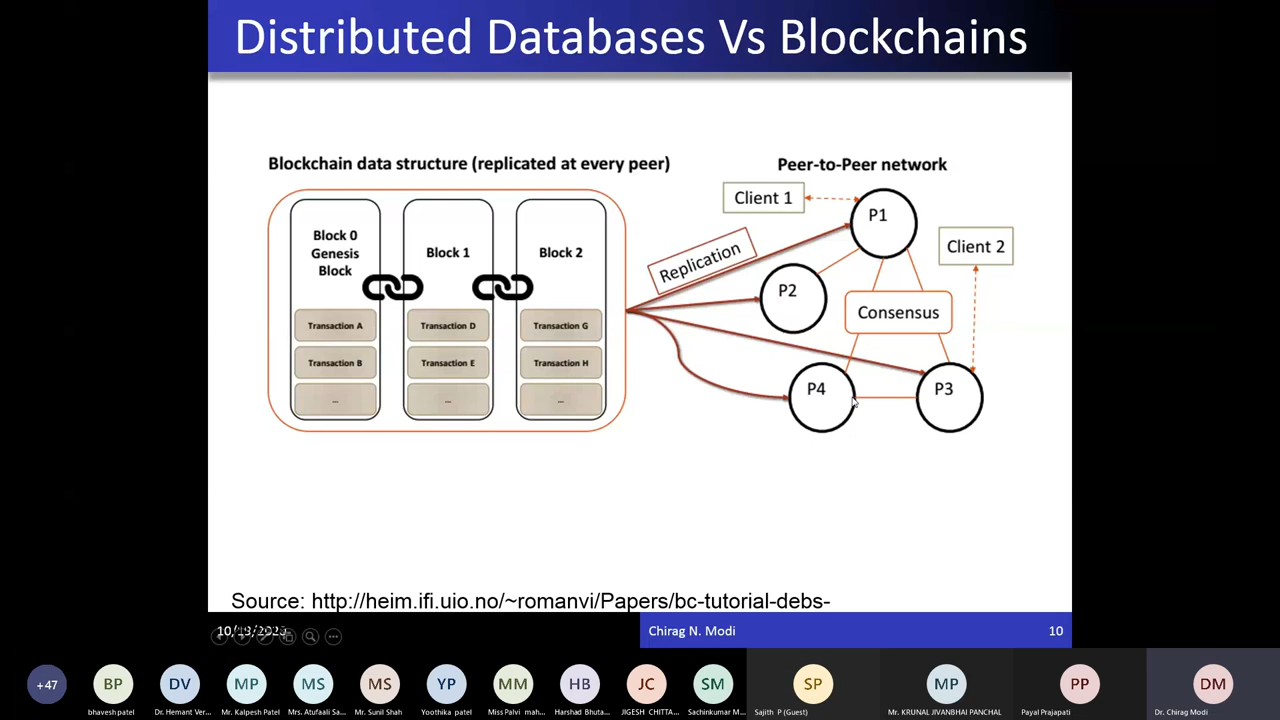 Distributed Databases Vs Blockchains
Blockchain data structure (replicated at every peer)
Peer-to-Peer network
Block 0
Genesis
Block
Transaction A
Transaction B
...
Block 1
Transaction D
Transaction E
...
Block 2
Transaction G
Transaction H
...
Replication
Client 1
P1
Client 2
P2
Consensus
P4
P3
Source: http://heim.ifi.uio.no/~romanvi/Papers/bc-tutorial-debs-
Chirag N. Modi
10
+47
BP
DV
MP
MS
MS
YP
MM
HB
JC
SM
SP
MP
PP
DM
bhavesh patel
Dr. Hemant Ver...
Mr. Kalpesh Patel
Mrs. Atufaali Sa...
Mr. Sunil Shah
Yoothika patel
Miss Palvi mah...
Harshad Bhuta...
JIGESH CHITTA...
Sachinkumar M...
Sajith P (Guest)
Mr. KRUNAL JIVANBHAI PANCHAL
Payal Prajapati
Dr. Chirag Modi